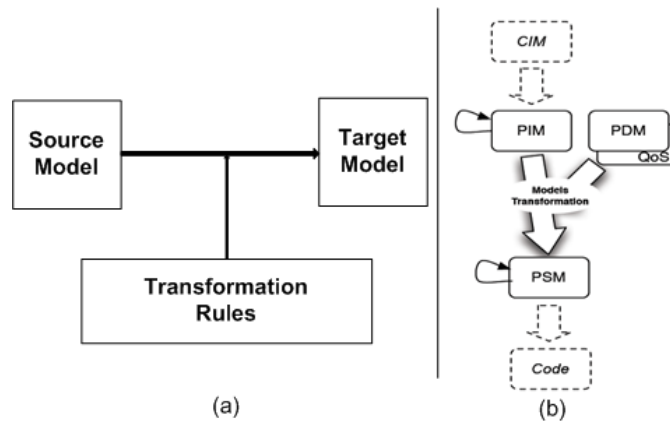 Source
Model
Target
Model
Transformation
Rules
(a)
CIM
PIM
PDM
QoS
Models
Transformation
PSM
Code
(b)